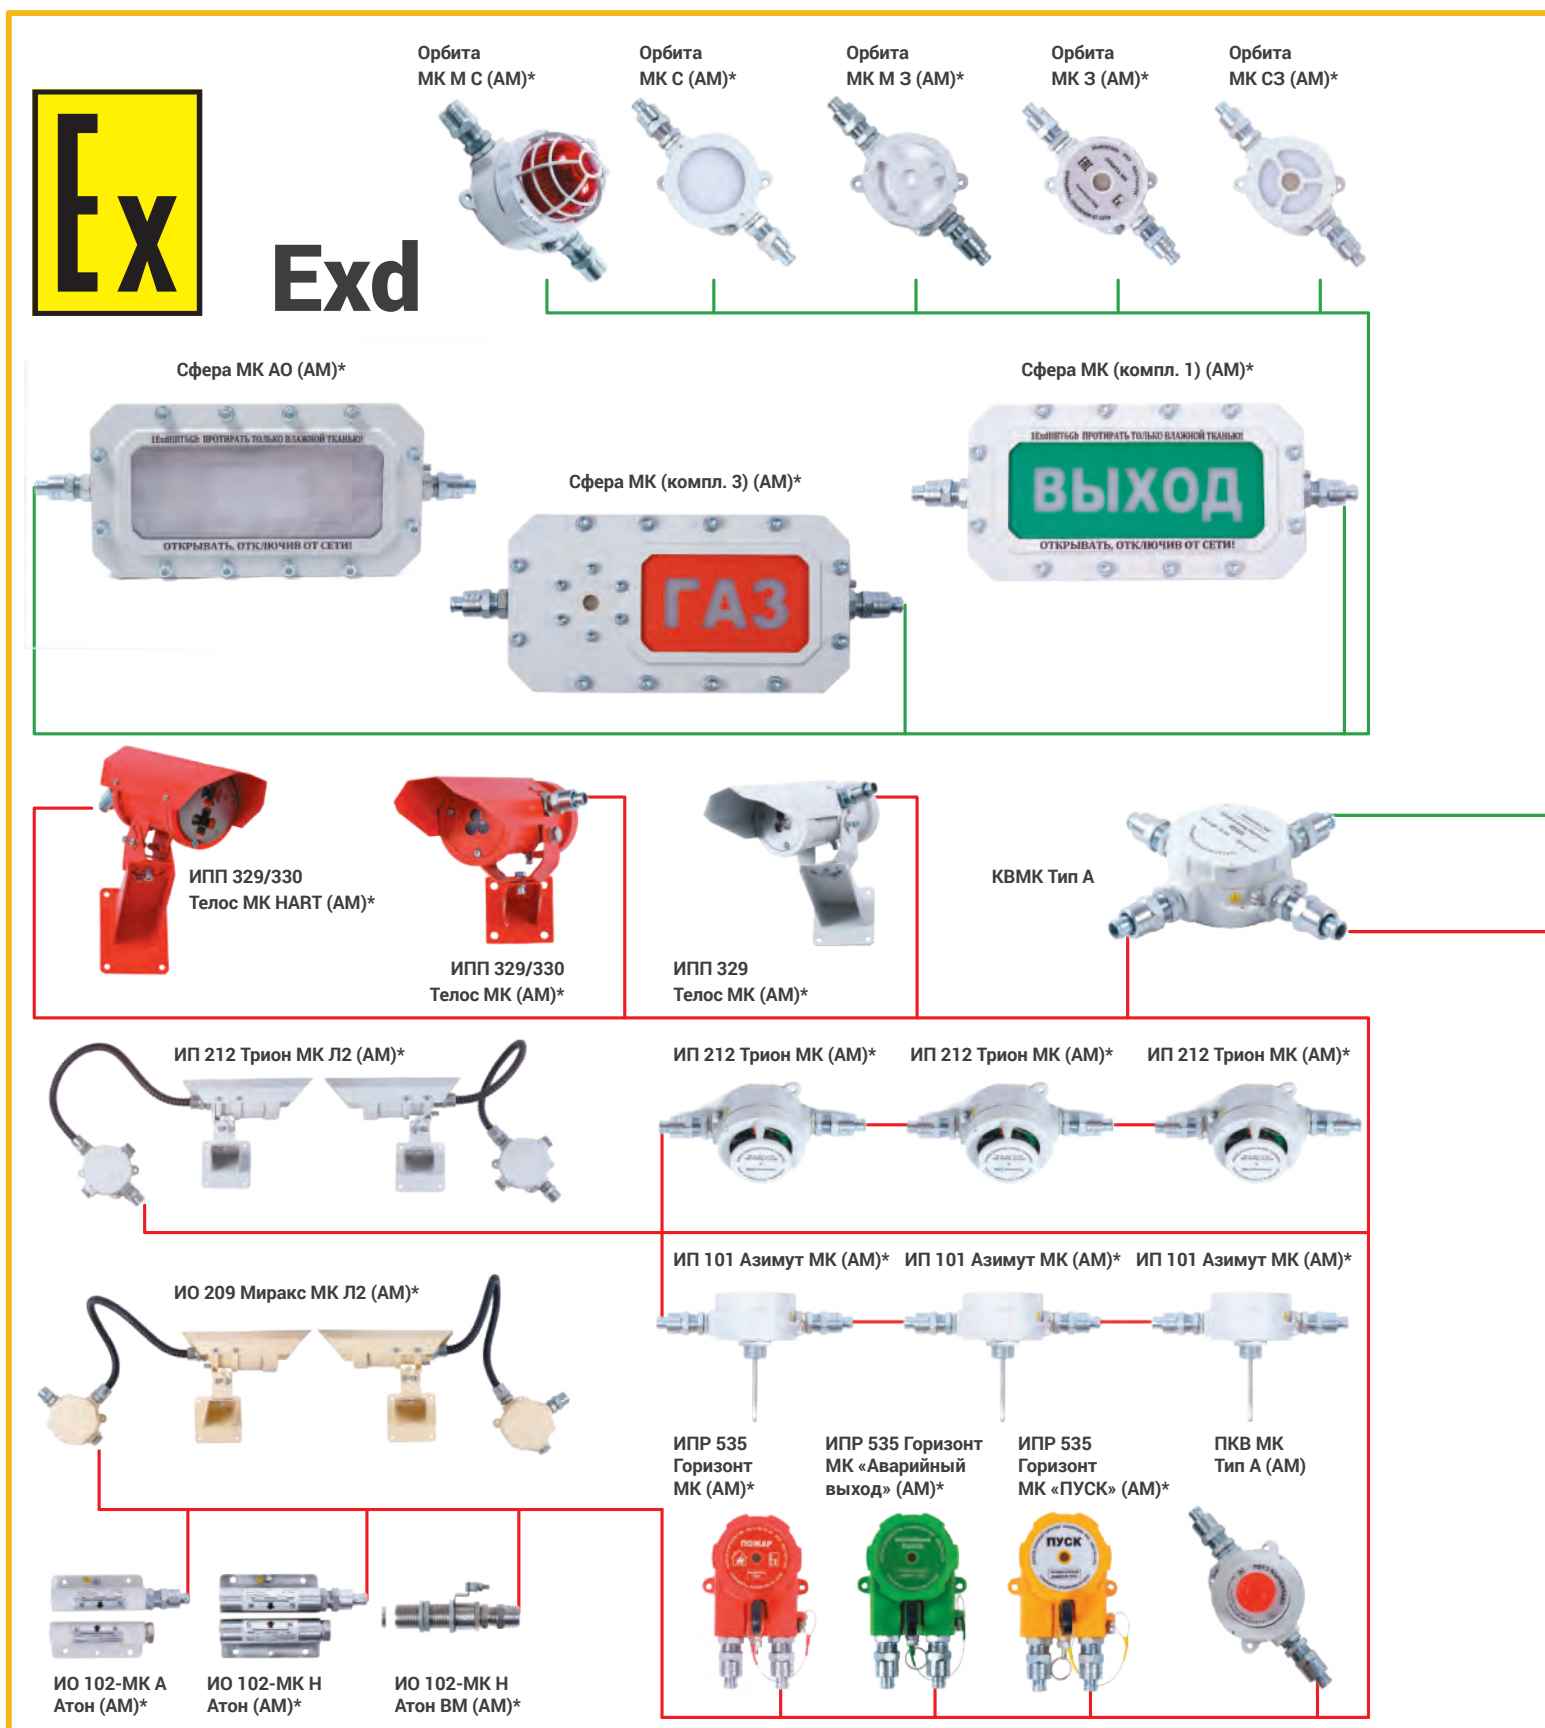 Орбита
МК М С (АМ)*
Орбита
МК С (АМ)*
Орбита
МК М З (АМ)*
Орбита
МК З (АМ)*
Орбита
МК СЗ (АМ)*
Ex
Exd
Сфера МК АО (АМ)*
1ExdIIBT6Gb ПРОТИРАТЬ ТОЛЬКО ВЛАЖНОЙ ТКАНЬЮ!
ОТКРЫВАТЬ, ОТКЛЮЧИВ ОТ СЕТИ!
Сфера МК (компл. 3) (АМ)*
ГАЗ
Сфера МК (компл. 1) (АМ)*
1ExdIIBT6Gb ПРОТИРАТЬ ТОЛЬКО ВЛАЖНОЙ ТКАНЬЮ!
ВЫХОД
ОТКРЫВАТЬ, ОТКЛЮЧИВ ОТ СЕТИ!
ИПП 329/330
Телос МК HART (АМ)*
ИПП 329/330
Телос МК (АМ)*
ИПП 329
Телос МК (АМ)*
КВМК Тип А
ИП 212 Трион МК Л2 (АМ)*
ИП 212 Трион МК (АМ)*
ИП 212 Трион МК (АМ)*
ИП 212 Трион МК (АМ)*
ИО 209 Миракс МК Л2 (АМ)*
ИП 101 Азимут МК (АМ)*
ИП 101 Азимут МК (АМ)*
ИП 101 Азимут МК (АМ)*
ИПР 535
Горизонт
МК (АМ)*
ПОЖАР
ИПР 535 Горизонт
МК «Аварийный
выход» (АМ)*
ИПР 535
Горизонт
МК «ПУСК» (АМ)*
ПУСК
ПКВ МК
Тип А (АМ)
ИО 102-МК А
Атон (АМ)*
ИО 102-МК Н
Атон (АМ)*
ИО 102-МК Н
Атон ВМ (АМ)*